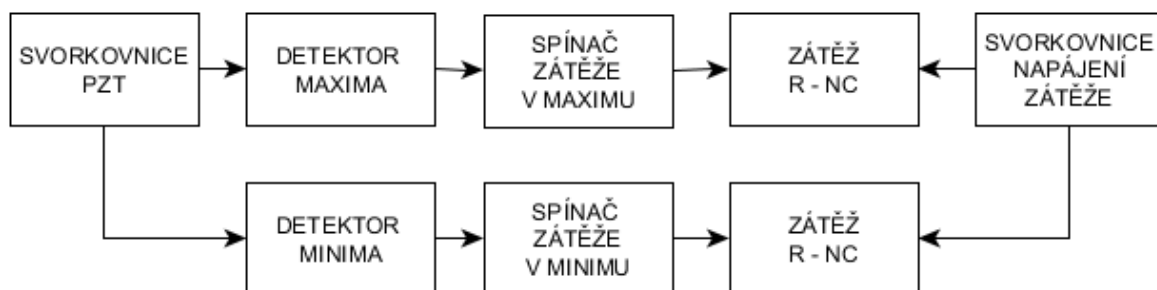 SVORKOVNICE
PZT
DETEKTOR
MAXIMA
SPÍNAČ
ZÁTĚŽE
V MAXIMU
ZÁTĚŽ
R - NC
SVORKOVNICE
NAPÁJENÍ
ZÁTĚŽE
DETEKTOR
MINIMA
SPÍNAČ
ZÁTĚŽE
V MINIMU
ZÁTĚŽ
R - NC